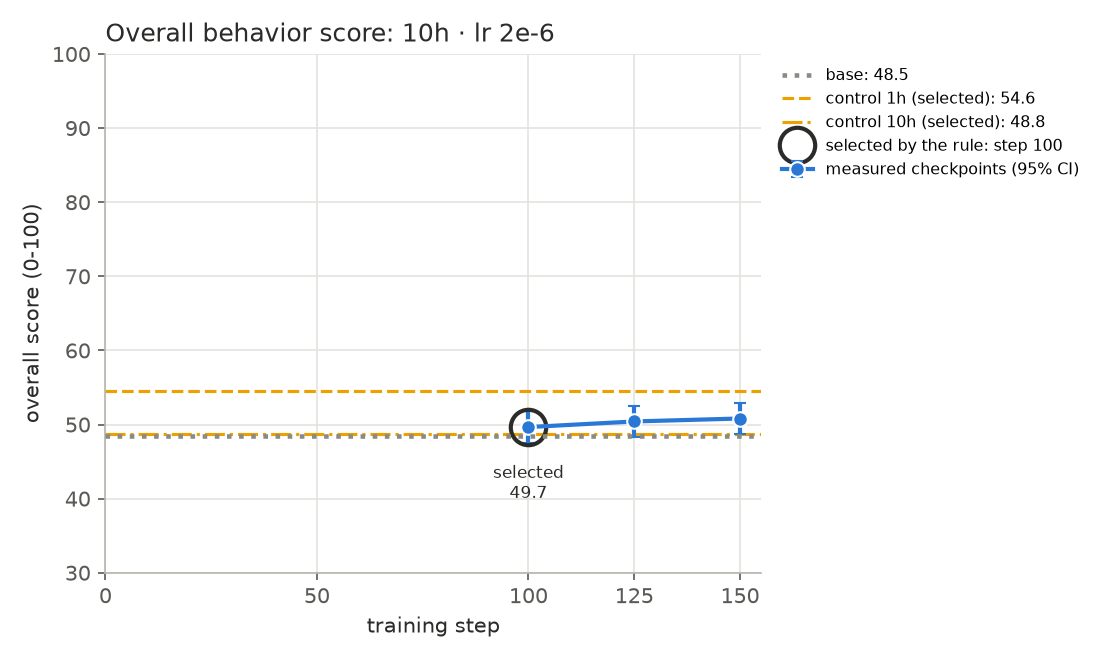 Overall behavior score: 10h · lr 2e-6
100
90
80
70
60
50
40
30
overall score (0-100)
0
50
100
125
150
training step
selected
49.7
base: 48.5
control 1h (selected): 54.6
control 10h (selected): 48.8
selected by the rule: step 100
measured checkpoints (95% CI)